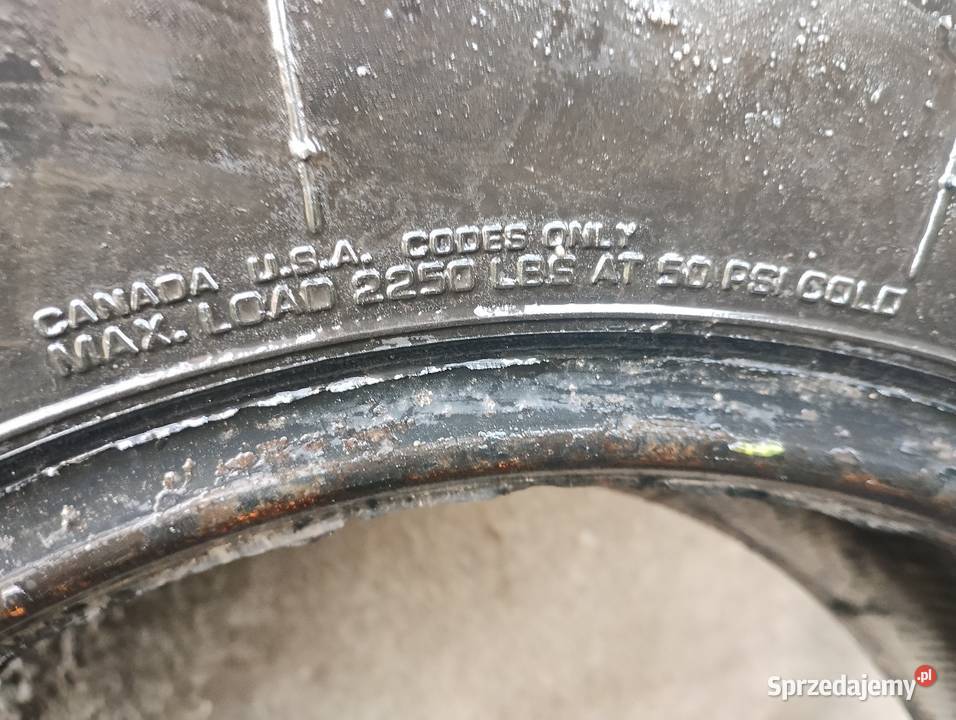 CANADA U.S.A. CODES ONLY
MAX. LOAD 2250 LBS AT 50 PSI COLD
Sprzedajemy.pl